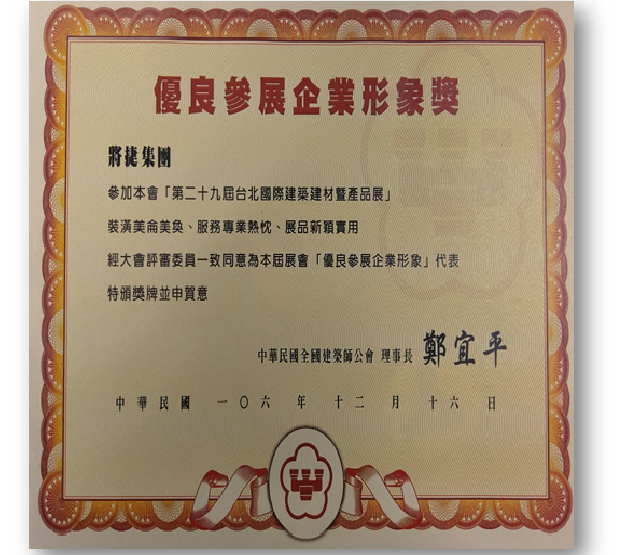 優良參展企業形象獎
將捷集團
參加本會『第二十九屆台北國際建築建材暨產品展』
裝潢美侖美奐、服務專業熱忱、展品新穎實用
經大會評審委員一致同意為本屆展會「優良參展企業形象」代表
特頒獎牌並申賀意
中華民國全國建築師公會 理事長 鄭宜平
中華民國 一〇六 年 十二 月 廿六 日